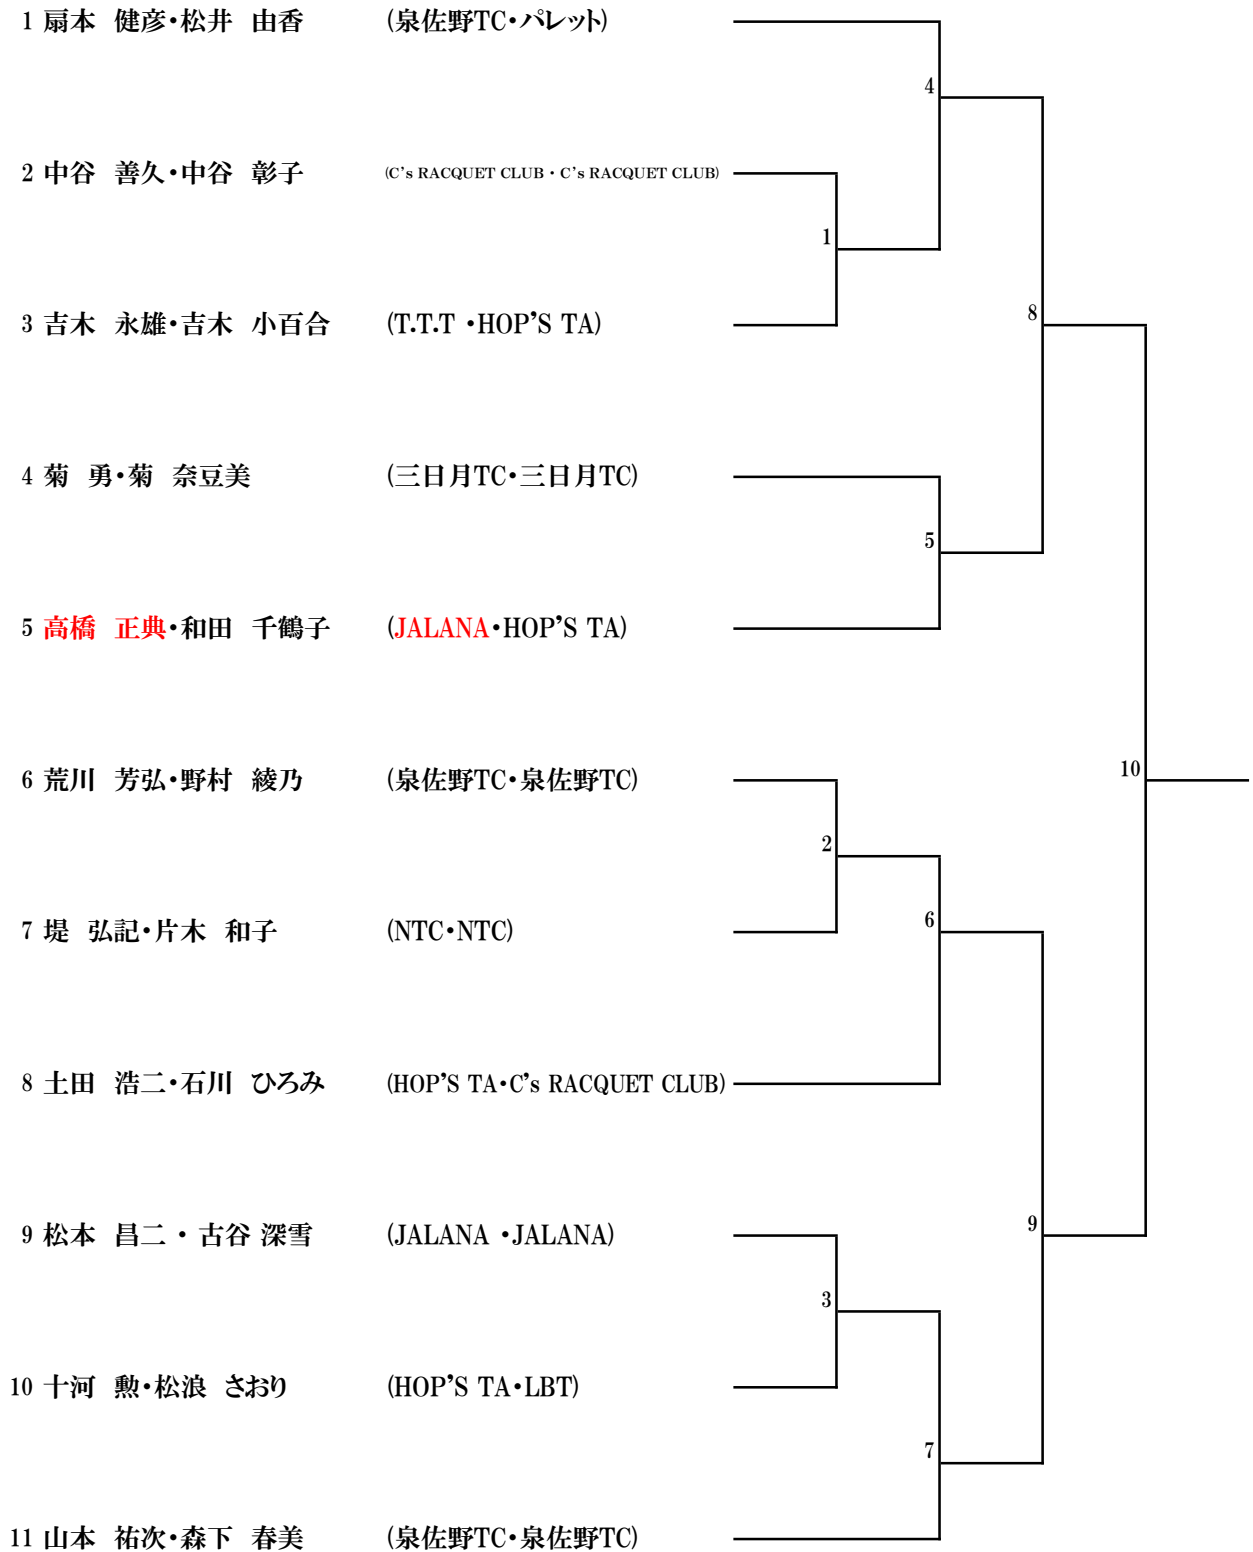 1 扇本 健彦・松井 由香 (泉佐野TC・パレット)
4
2 中谷 善久・中谷 彰子 (C's RACQUET CLUB・C's RACQUET CLUB)
1
3 吉木 永雄・吉木 小百合 (T.T.T ・HOP'S TA)
8
4 菊 勇・菊 奈豆美 (三日月TC・三日月TC)
5
5 高橋 正典・和田 千鶴子 (JALANA・HOP'S TA)
6 荒川 芳弘・野村 綾乃 (泉佐野TC・泉佐野TC)
10
2
7 堤 弘記・片木 和子 (NTC・NTC)
6
8 土田 浩二・石川 ひろみ (HOP'S TA・C's RACQUET CLUB)
9 松本 昌二 ・ 古谷 深雪 (JALANA ・JALANA)
9
3
10 十河 勲・松浪 さおり (HOP'S TA・LBT)
7
11 山本 祐次・森下 春美 (泉佐野TC・泉佐野TC)